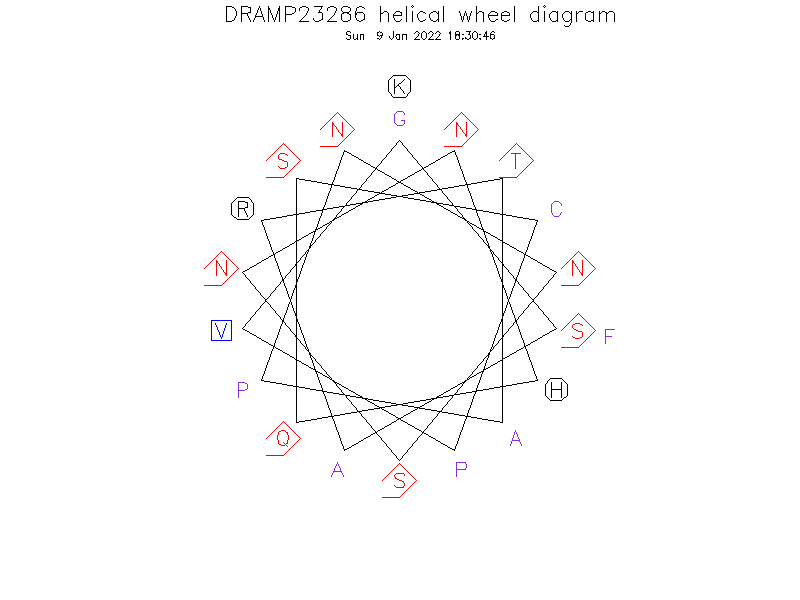 DRAMP23286 helical wheel diagram
Sun 9 Jan 2022 18:30:46
K
G
N N
S T
R C
N N
V S F
P H
Q A
A P
S